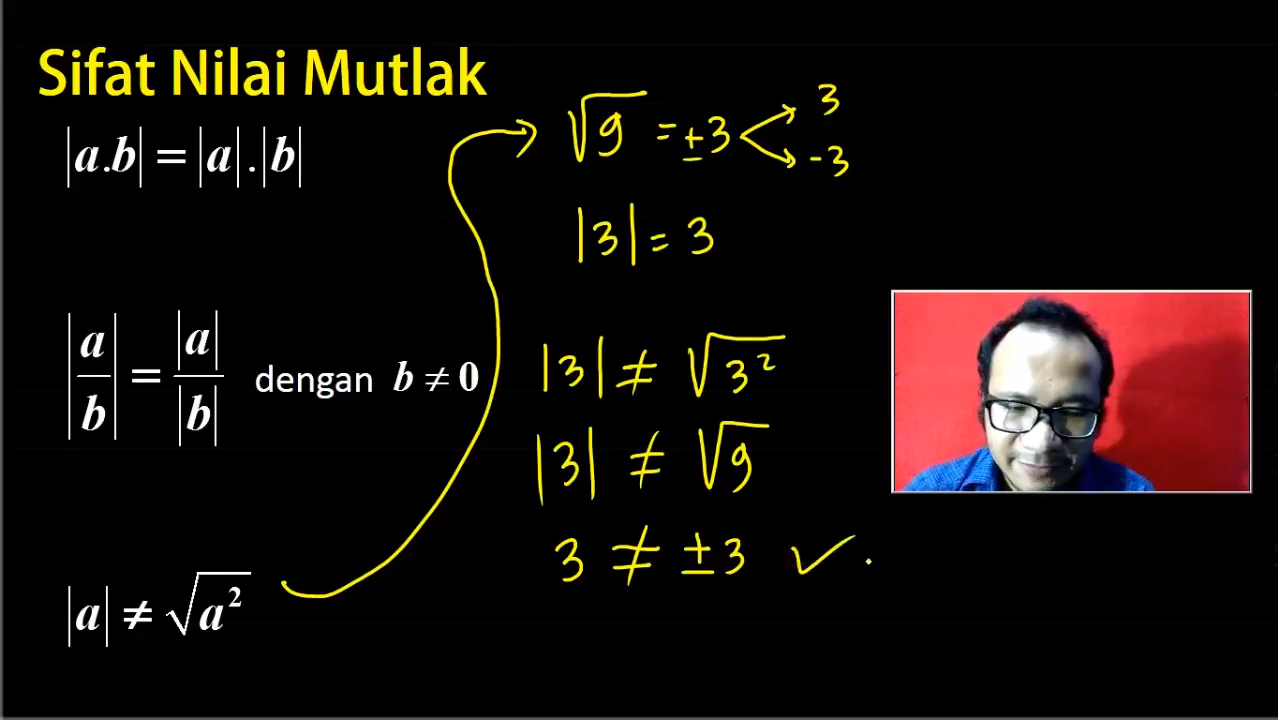 Sifat Nilai Mutlak
|a.b| = |a|.|b|
|a/b| = |a|/|b| dengan b ≠ 0
|a| ≠ √a²
√9 = ±3
3
-3
|3| = 3
|3| ≠ √3²
|3| ≠ √9
3 ≠ ±3 ✓